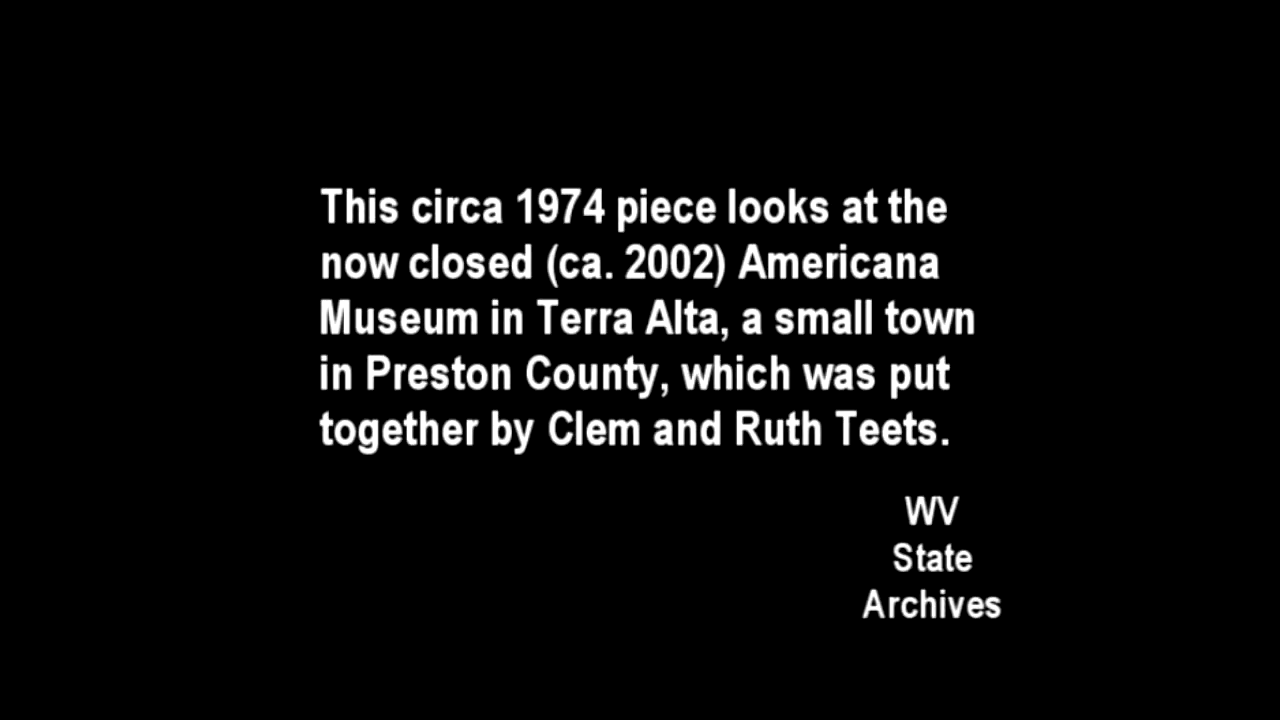 This circa 1974 piece looks at the
now closed (ca. 2002) Americana
Museum in Terra Alta, a small town
in Preston County, which was put
together by Clem and Ruth Teets.
WV
State
Archives